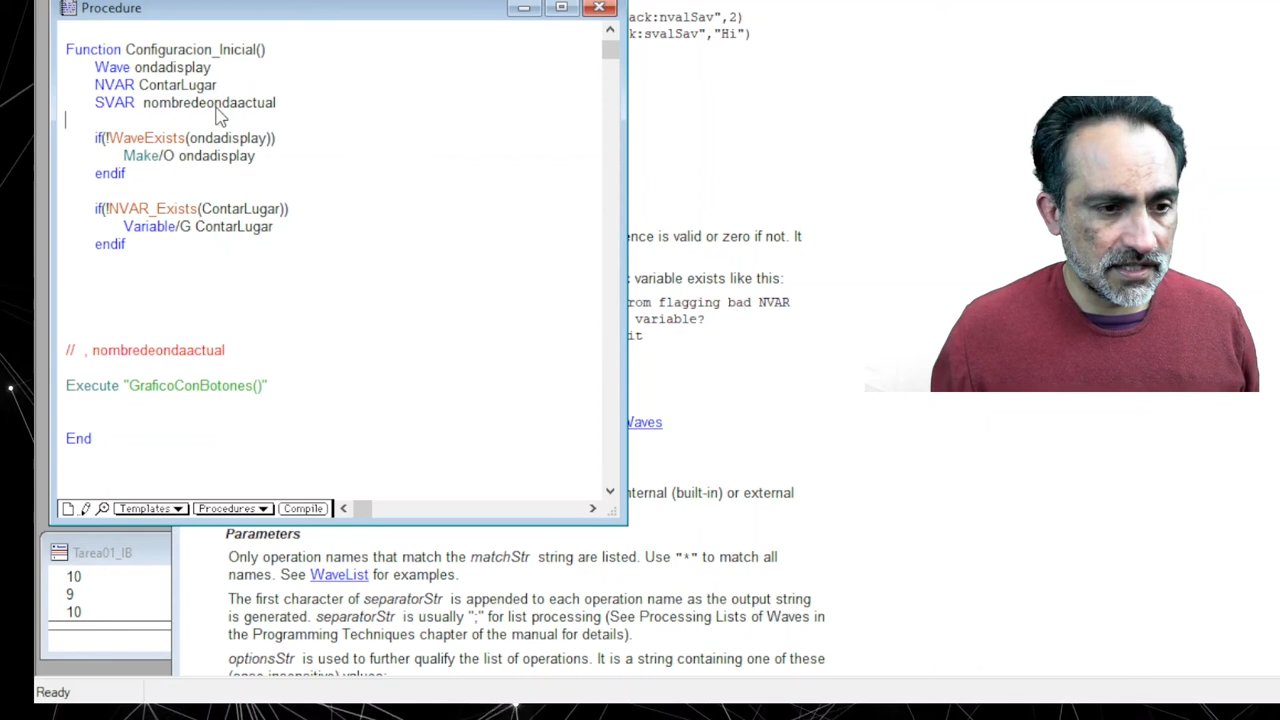 Procedure
Function Configuracion_Inicial()
Wave ondadisplay
NVAR ContarLugar
SVAR nombredeondaactual
if(!WaveExists(ondadisplay))
Make/O ondadisplay
endif
if(!NVAR_Exists(ContarLugar))
Variable/G ContarLugar
endif
// , nombredeondaactual
Execute "GraficoConBotones()"
End
Templates Procedures Compile
ack:nvalSav",2)
k:svalSav","Hi")
ence is valid or zero if not. It
variable exists like this:
rom flagging bad NVAR
variable?
it
Waves
nternal (built-in) or external
Parameters
Only operation names that match the matchStr string are listed. Use "*" to match all
names. See WaveList for examples.
The first character of separatorStr is appended to each operation name as the output string
is generated. separatorStr is usually ";" for list processing (See Processing Lists of Waves in
the Programming Techniques chapter of the manual for details).
optionsStr is used to further qualify the list of operations. It is a string containing one of these
(case insensitive) values:
Tarea01_IB
10
9
10
Ready